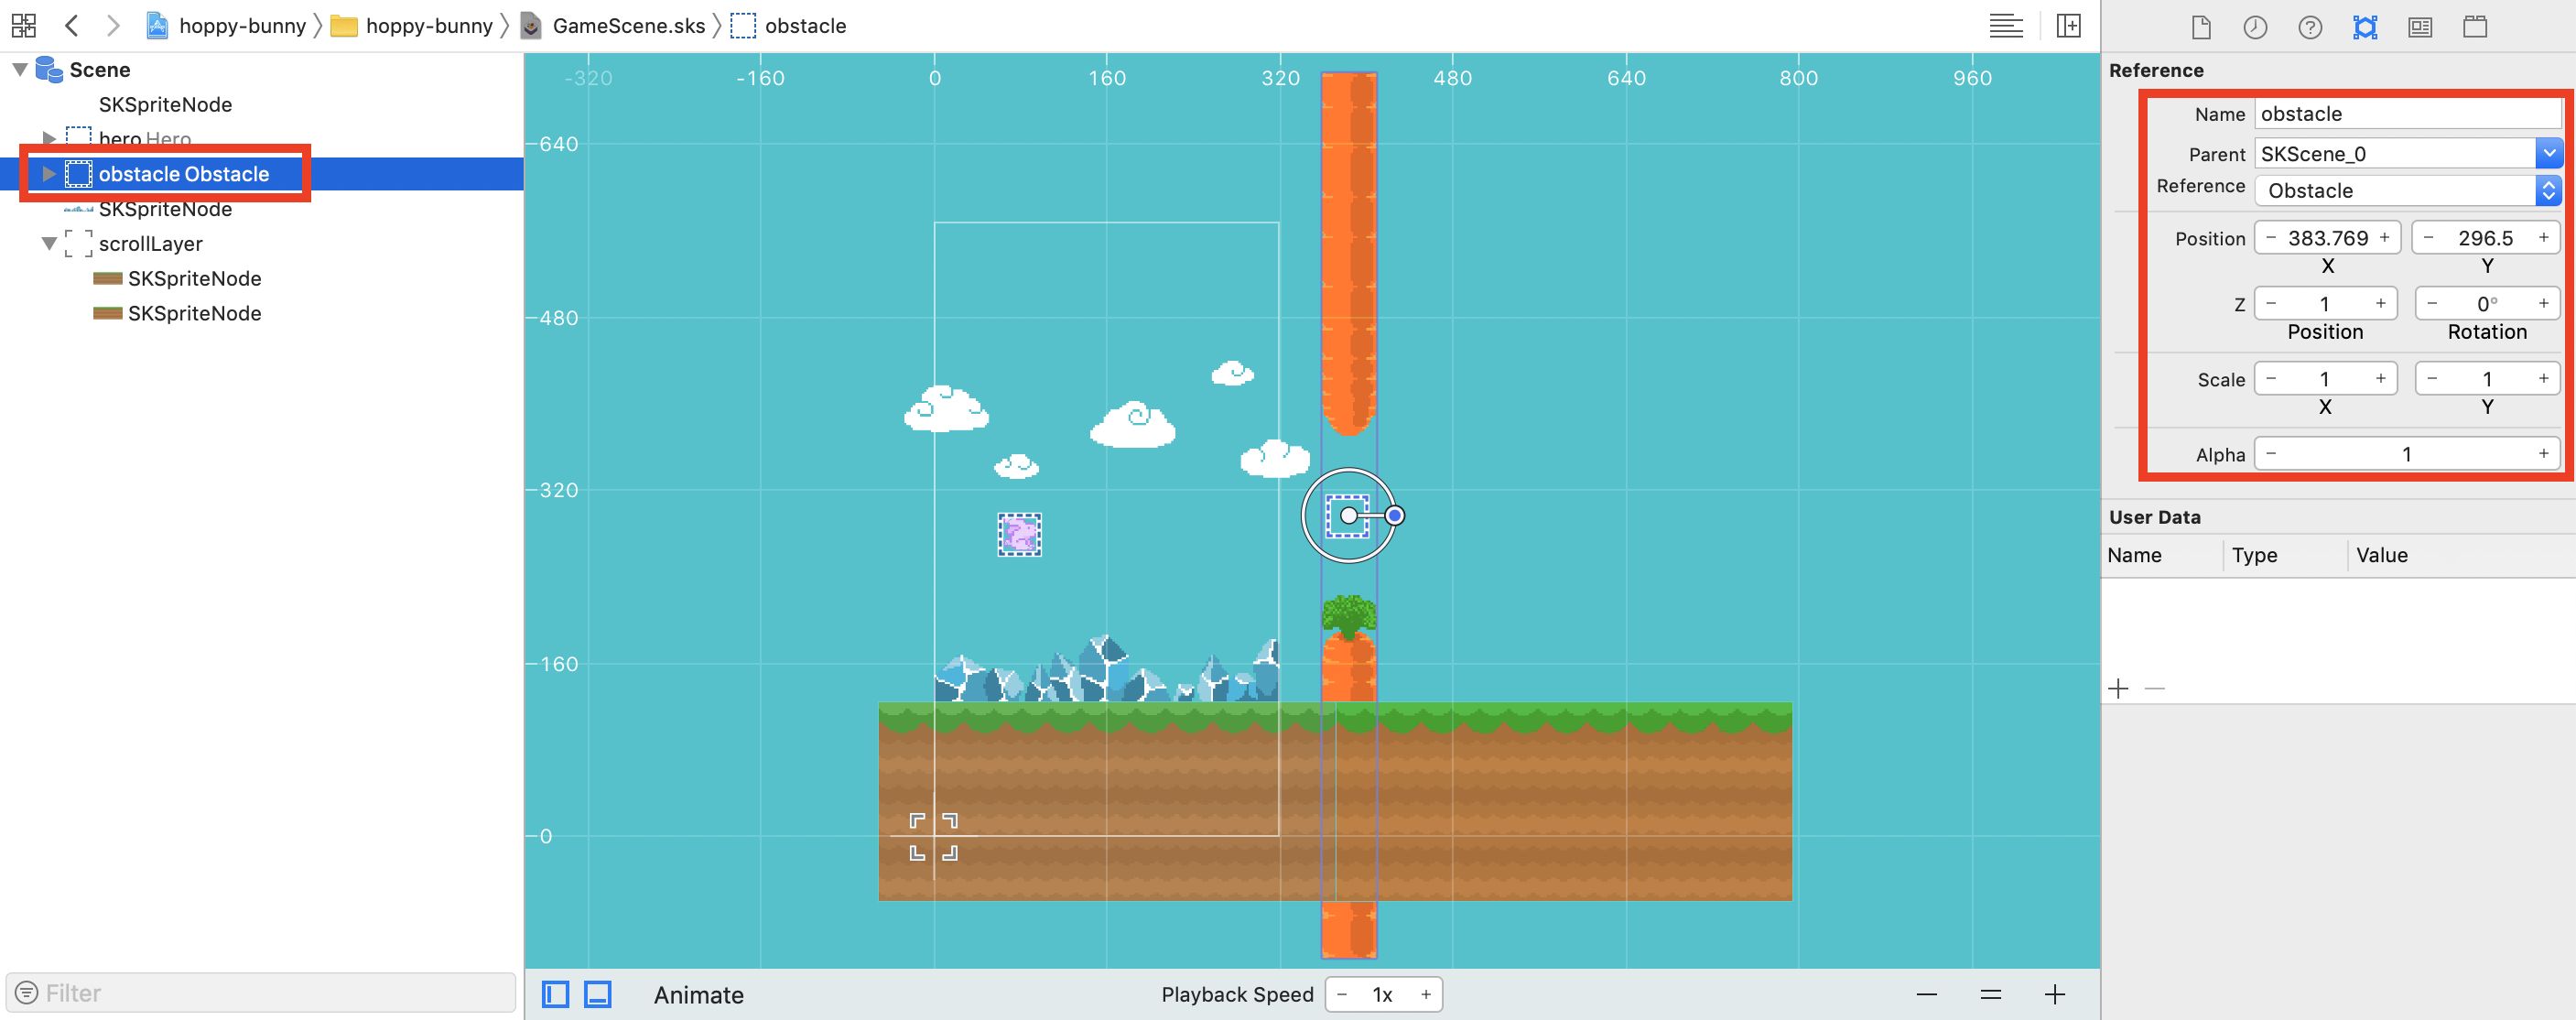 hoppy-bunny hoppy-bunny GameScene.sks obstacle
Scene
SKSpriteNode
hero Hero
obstacle Obstacle
SKSpriteNode
scrollLayer
SKSpriteNode
SKSpriteNode
Filter
-320 -160 0 160 320 480 640 800 960
640
480
320
160
0
Animate
Playback Speed − 1x +
Reference
Name obstacle
Parent SKScene_0
Reference Obstacle
Position − 383.769 + − 296.5 +
X Y
Z − 1 + − 0° +
Position Rotation
Scale − 1 + − 1 +
X Y
Alpha − 1 +
User Data
Name Type Value